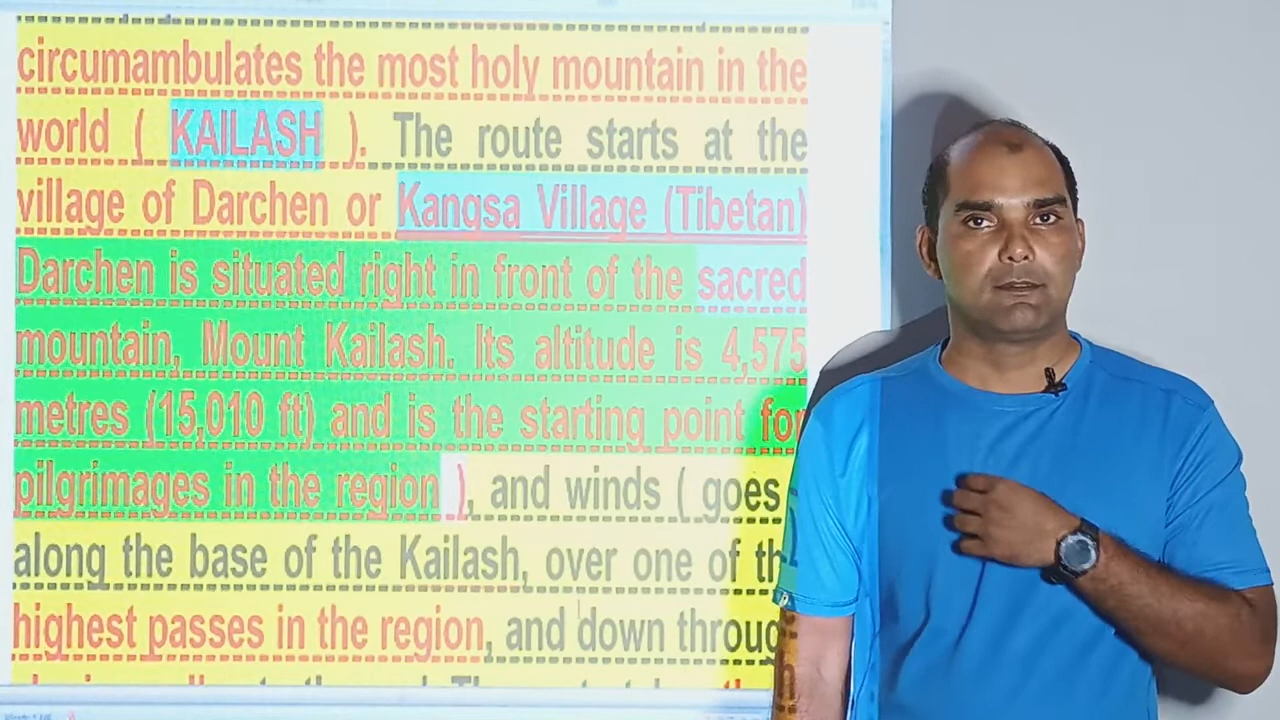 circumambulates the most holy mountain in the
world ( KAILASH ). The route starts at the
village of Darchen or Kangsa Village (Tibetan)
Darchen is situated right in front of the sacred
mountain, Mount Kailash. Its altitude is 4,575
metres (15,010 ft) and is the starting point for
pilgrimages in the region ), and winds ( goes
along the base of the Kailash, over one of
highest passes in the region, and down